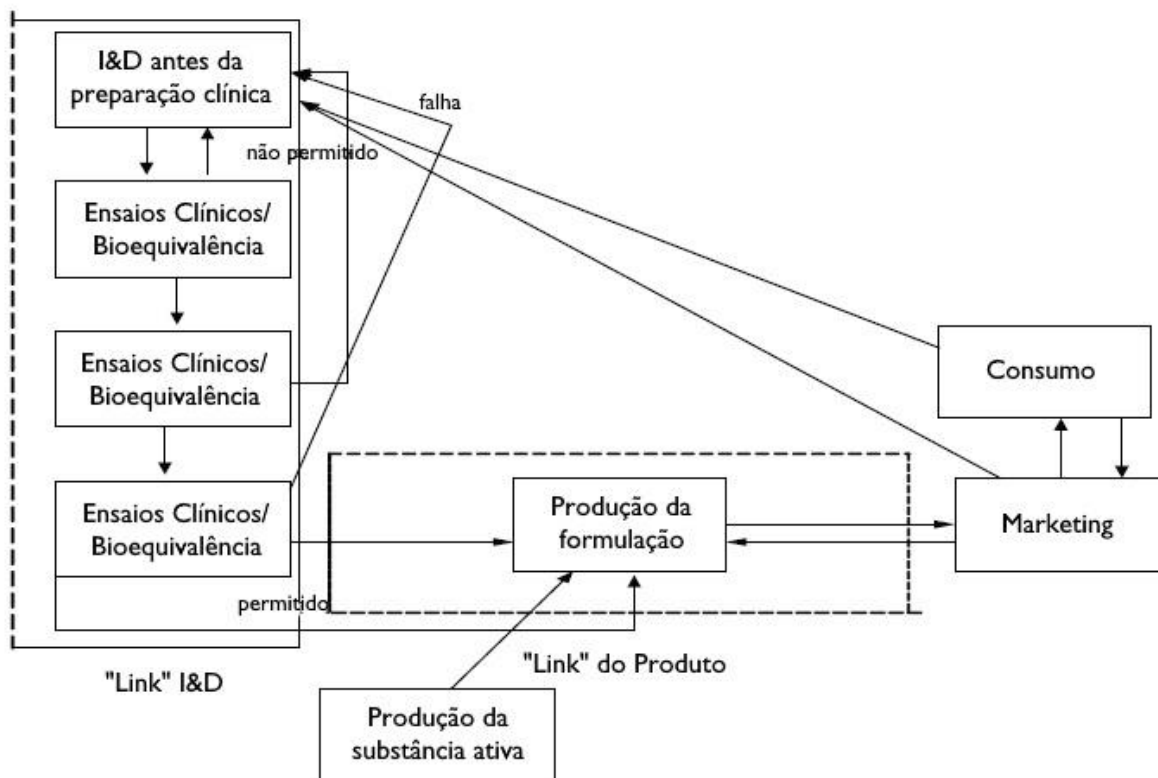 I&D antes da
preparação clínica
falha
não permitido
Ensaios Clínicos/
Bioequivalência
Ensaios Clínicos/
Bioequivalência
Consumo
Ensaios Clínicos/
Bioequivalência
Produção da
formulação
Marketing
permitido
"Link" I&D
"Link" do Produto
Produção da
substância ativa